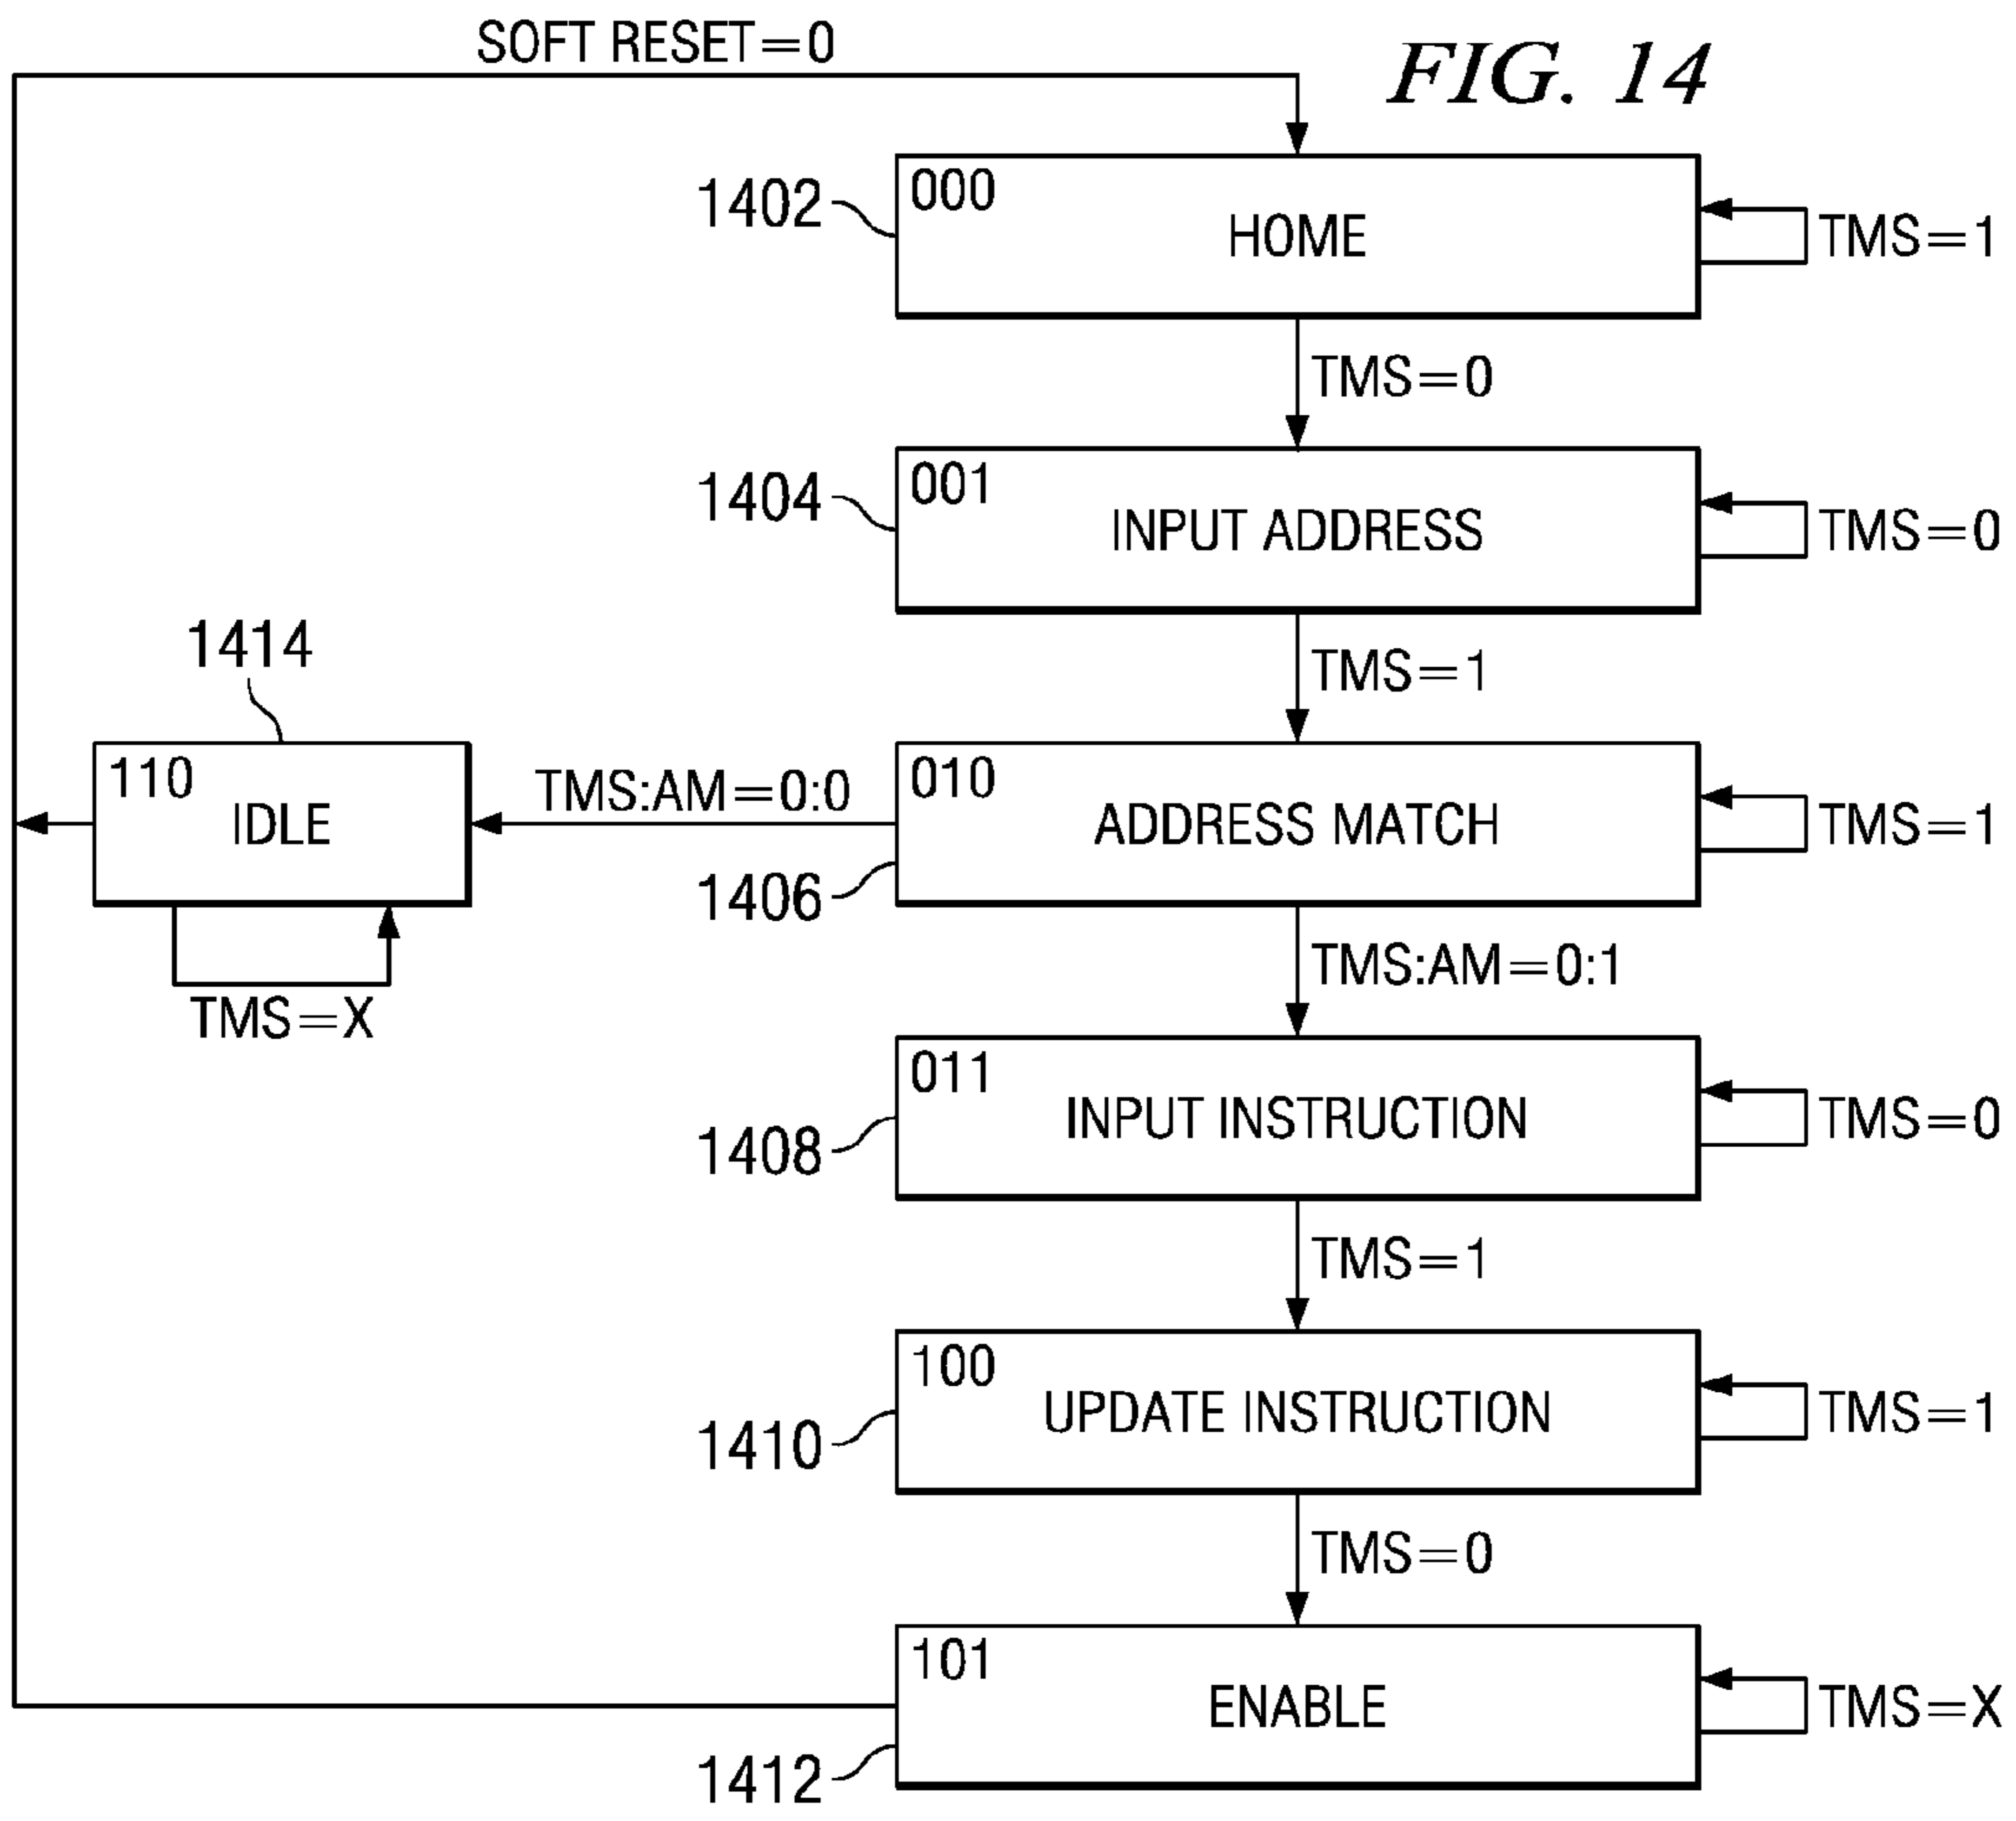 SOFT RESET=0
FIG. 14
1402
000
HOME
TMS=1
TMS=0
1404
001
INPUT ADDRESS
TMS=0
TMS=1
1414
110
IDLE
TMS=X
TMS:AM=0:0
010
ADDRESS MATCH
TMS=1
1406
TMS:AM=0:1
011
INPUT INSTRUCTION
TMS=0
1408
TMS=1
100
UPDATE INSTRUCTION
TMS=1
1410
TMS=0
101
ENABLE
TMS=X
1412